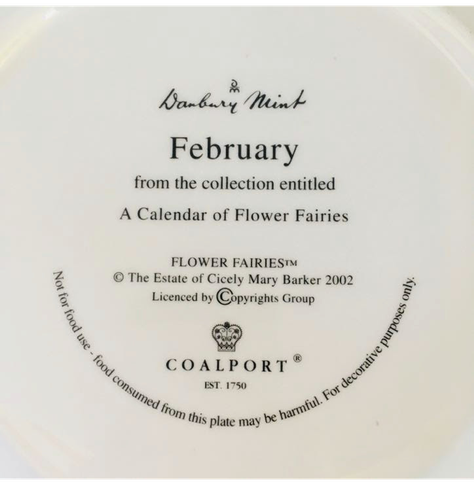 Danbury Mint
February
from the collection entitled
A Calendar of Flower Fairies
FLOWER FAIRIES™
© The Estate of Cicely Mary Barker 2002
Licenced by ©opyrights Group
COALPORT®
EST. 1750
Not for food use - food consumed from this plate may be harmful. For decorative purposes only.